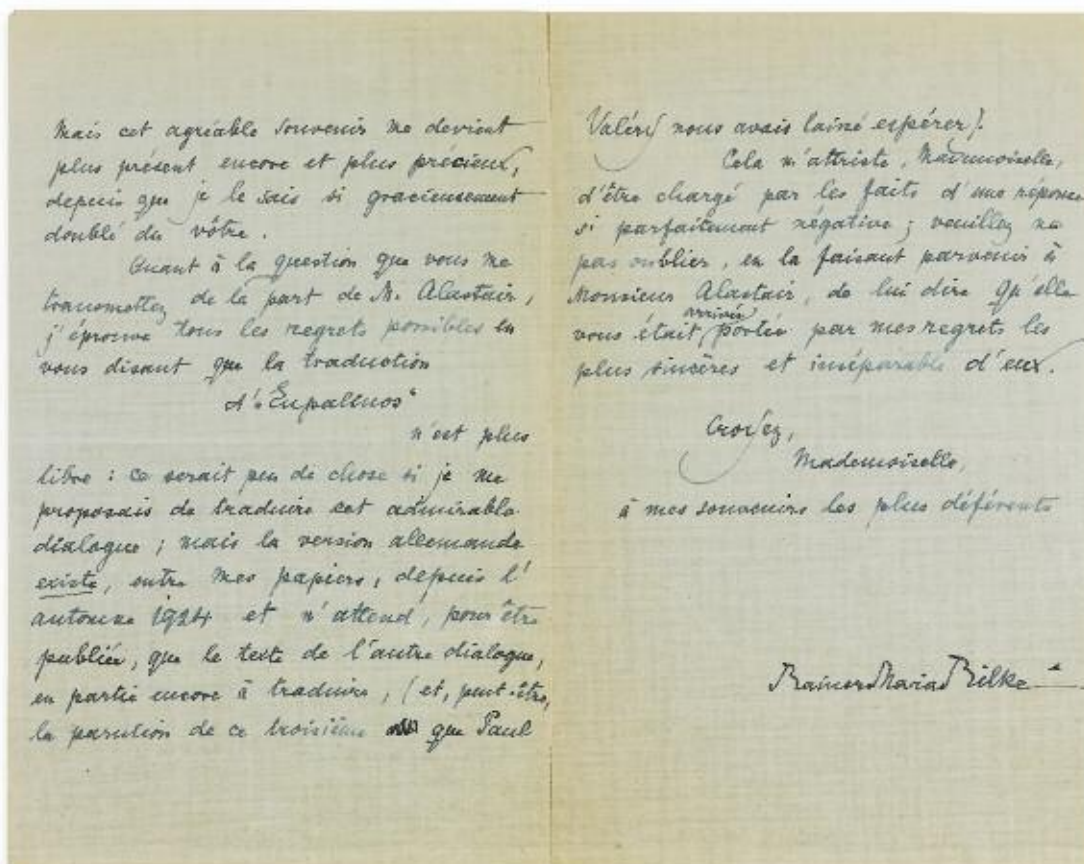 Mais cet agréable souvenir me devient
plus présent encore et plus précieux,
depuis que je le sais si gracieusement
doublé du vôtre.
Quant à la question que vous me
transmettez de la part de M. Alastair,
j'éprouve tous les regrets possibles en
vous disant que la traduction
d'„Eupalinos“
n'est plus
libre : ce serait peu de chose si je me
proposais de traduire cet admirable
dialogue ; mais la version allemande
existe, entre mes papiers, depuis l'
automne 1924 et n'attend, pour être
publiée, que le texte de l'autre dialogue,
en partie encore à traduire, (et, peut-être,
la parution de ce troisième que Paul
Valéry nous avait laissé espérer).
Cela m'attriste, Mademoiselle,
d'être chargé par les faits d'une réponse
si parfaitement négative ; veuillez ne
pas oublier, en la faisant parvenir à
Monsieur Alastair, de lui dire qu'elle
arrivée
vous était portée par mes regrets les
plus sincères et inséparable d'eux.
Croyez,
Mademoiselle,
à mes souvenirs les plus déférents
Rainer Maria Rilke